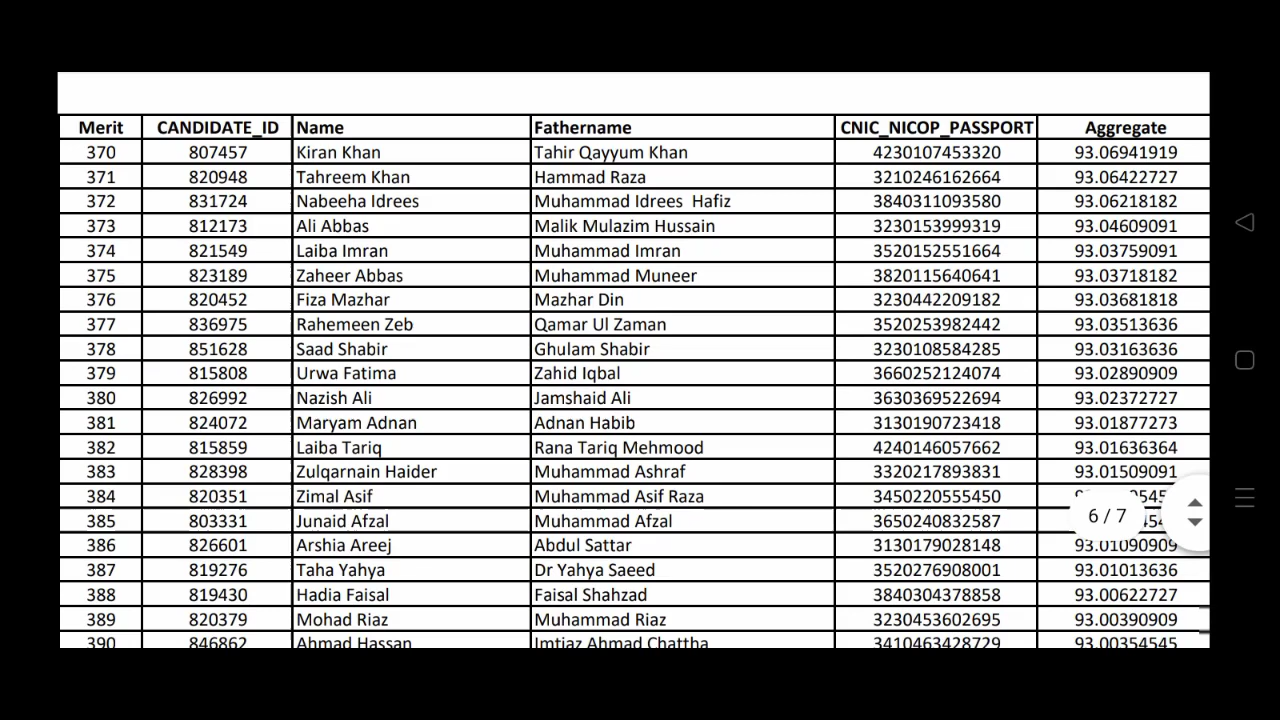 Merit CANDIDATE_ID Name Fathername CNIC_NICOP_PASSPORT Aggregate
370 807457 Kiran Khan Tahir Qayyum Khan 4230107453320 93.06941919
371 820948 Tahreem Khan Hammad Raza 3210246162664 93.06422727
372 831724 Nabeeha Idrees Muhammad Idrees  Hafiz 3840311093580 93.06218182
373 812173 Ali Abbas Malik Mulazim Hussain 3230153999319 93.04609091
374 821549 Laiba Imran Muhammad Imran 3520152551664 93.03759091
375 823189 Zaheer Abbas Muhammad Muneer 3820115640641 93.03718182
376 820452 Fiza Mazhar Mazhar Din 3230442209182 93.03681818
377 836975 Rahemeen Zeb Qamar Ul Zaman 3520253982442 93.03513636
378 851628 Saad Shabir Ghulam Shabir 3230108584285 93.03163636
379 815808 Urwa Fatima Zahid Iqbal 3660252124074 93.02890909
380 826992 Nazish Ali Jamshaid Ali 3630369522694 93.02372727
381 824072 Maryam Adnan Adnan Habib 3130190723418 93.01877273
382 815859 Laiba Tariq Rana Tariq Mehmood 4240146057662 93.01636364
383 828398 Zulqarnain Haider Muhammad Ashraf 3320217893831 93.01509091
384 820351 Zimal Asif Muhammad Asif Raza 3450220555450
385 803331 Junaid Afzal Muhammad Afzal 3650240832587
6 / 7
386 826601 Arshia Areej Abdul Sattar 3130179028148 93.01090909
387 819276 Taha Yahya Dr Yahya Saeed 3520276908001 93.01013636
388 819430 Hadia Faisal Faisal Shahzad 3840304378858 93.00622727
389 820379 Mohad Riaz Muhammad Riaz 3230453602695 93.00390909
390 846862 Ahmad Hassan Imtiaz Ahmad Chattha 3410463428729 93.00354545